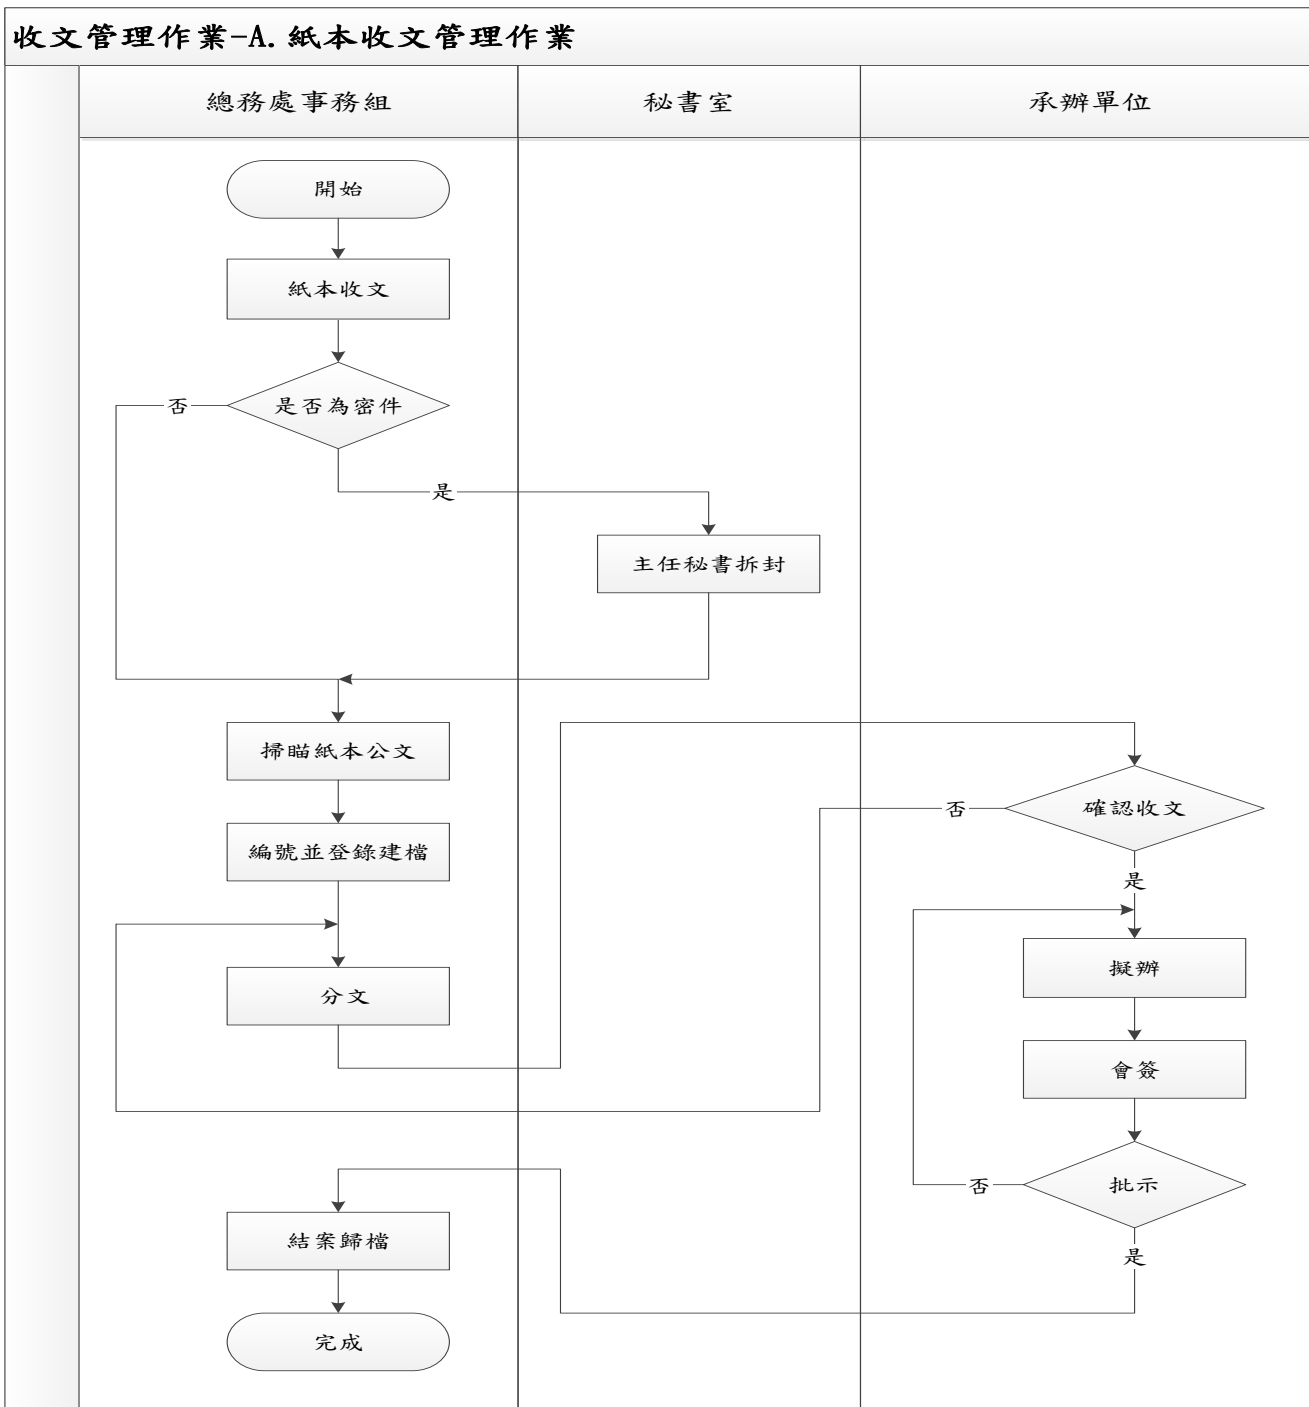 收文管理作業-A.紙本收文管理作業
總務處事務組
秘書室
承辦單位
開始
紙本收文
是否為密件
否
是
主任秘書拆封
掃瞄紙本公文
確認收文
否
編號並登錄建檔
是
擬辦
分文
會簽
批示
否
結案歸檔
是
完成